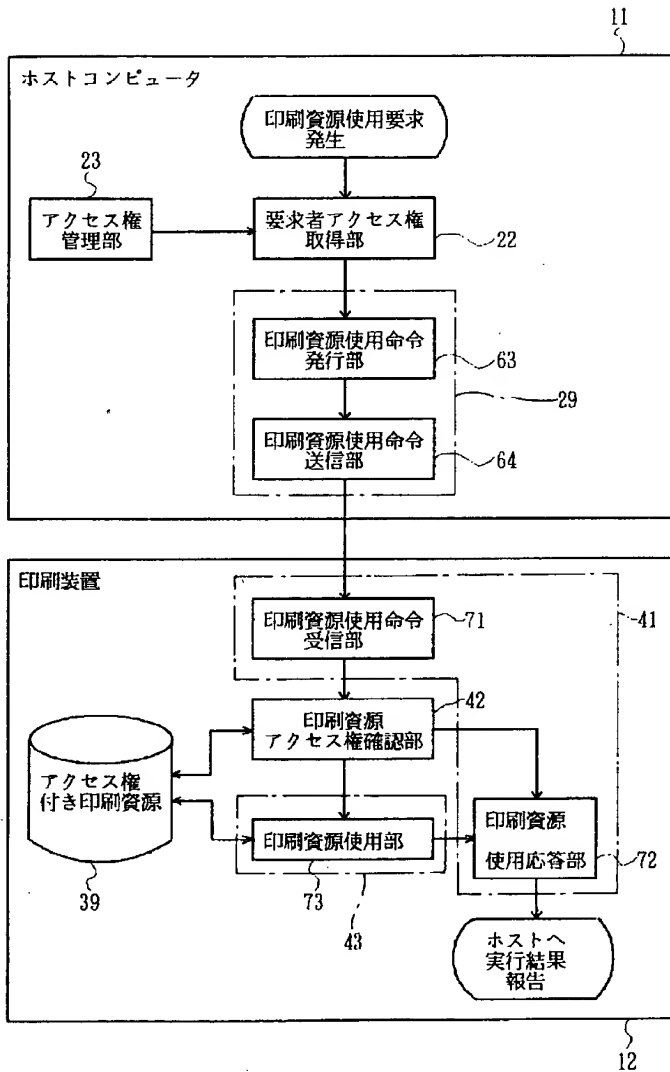 11
ホストコンピュータ
印刷資源使用要求
発生
23
アクセス権
管理部
要求者アクセス権
取得部
22
印刷資源使用命令
発行部
63
29
印刷資源使用命令
送信部
64
印刷装置
印刷資源使用命令
受信部
71
41
42
印刷資源
アクセス権確認部
アクセス権
付き印刷資源
39
印刷資源使用部
73
43
印刷資源
使用応答部
72
ホストへ
実行結果
報告
12